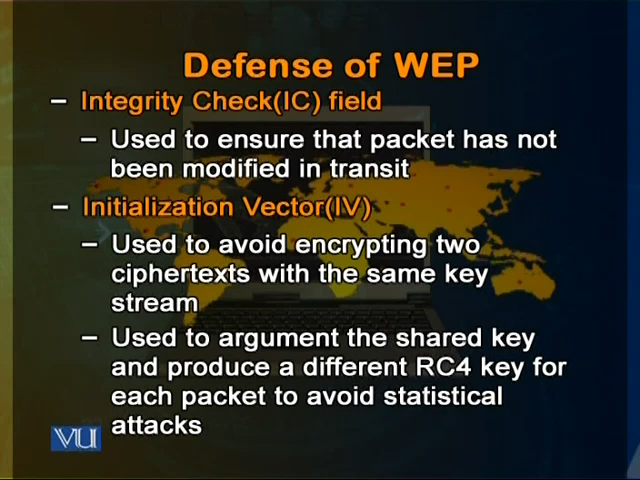 Defense of WEP
– Integrity Check(IC) field
– Used to ensure that packet has not
been modified in transit
– Initialization Vector(IV)
– Used to avoid encrypting two
ciphertexts with the same key
stream
– Used to argument the shared key
and produce a different RC4 key for
each packet to avoid statistical
attacks
VU